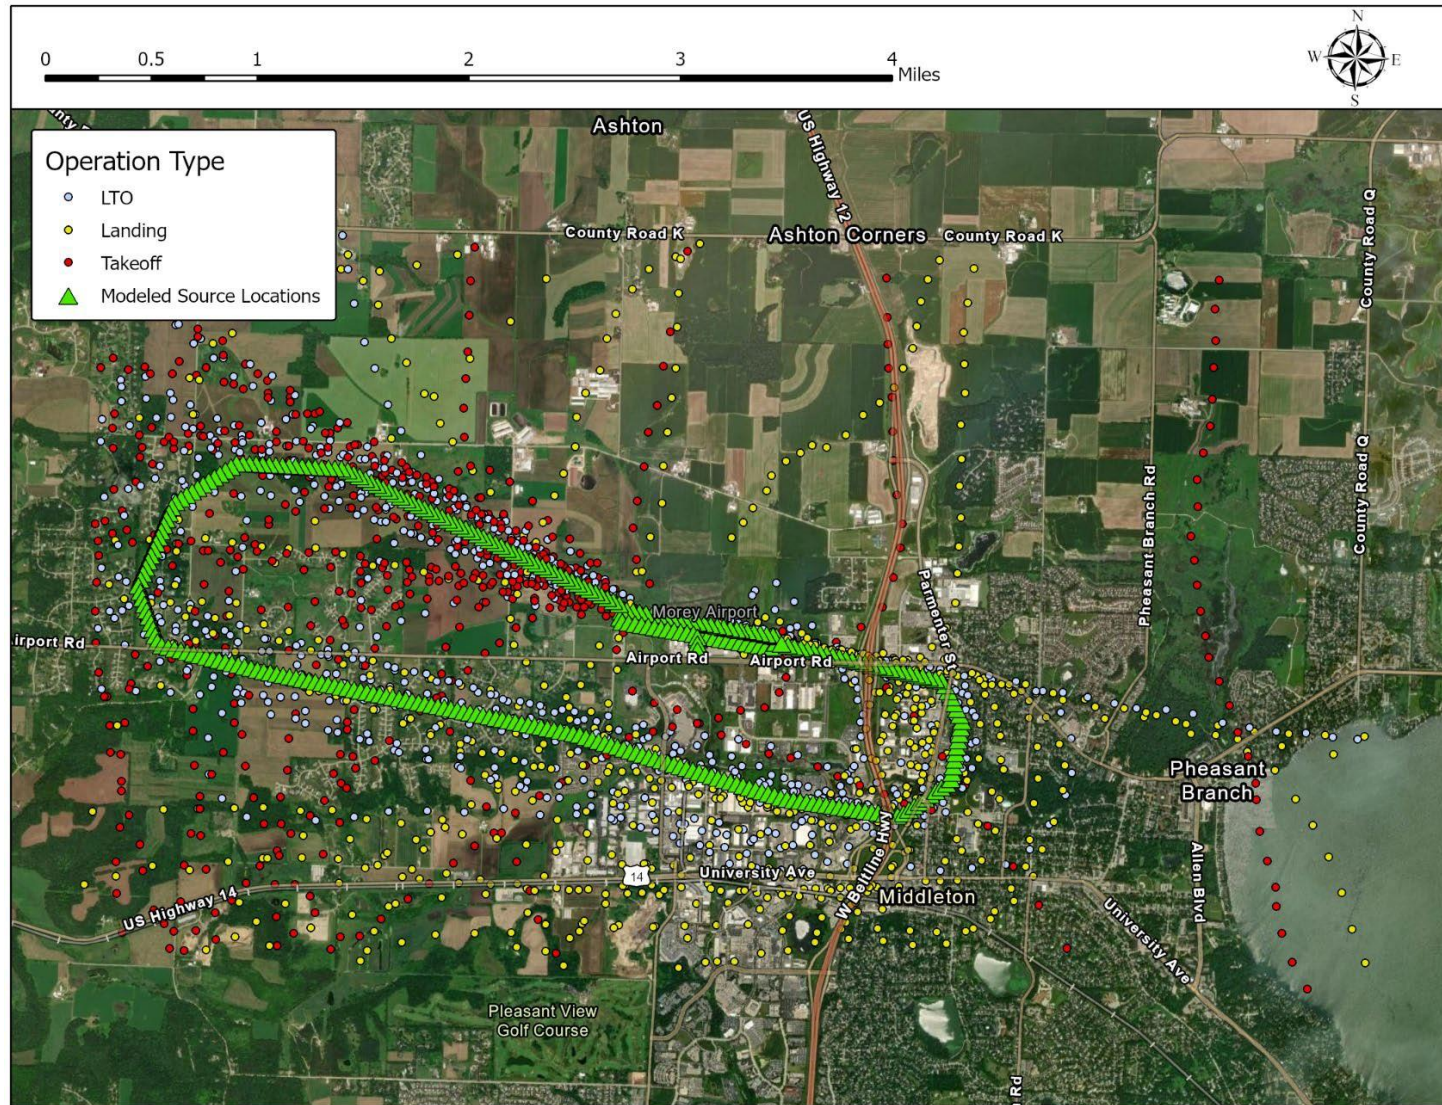 N
W
E
S
0
0.5
1
2
3
4
Miles
Operation Type
LTO
Landing
Takeoff
Modeled Source Locations
Ashton
US Highway 12
County Road K
Ashton Corners
County Road K
County Road Q
County Road Q
Pheasant-Branch Rd
Parmenter St
Morey Airport
Airport Rd
Airport Rd
Pheasant
Branch
Allen Blvd
US Highway 14
14
University Ave
W Beltline Hwy
Middleton
University Ave
Pleasant View
Golf Course
Rd